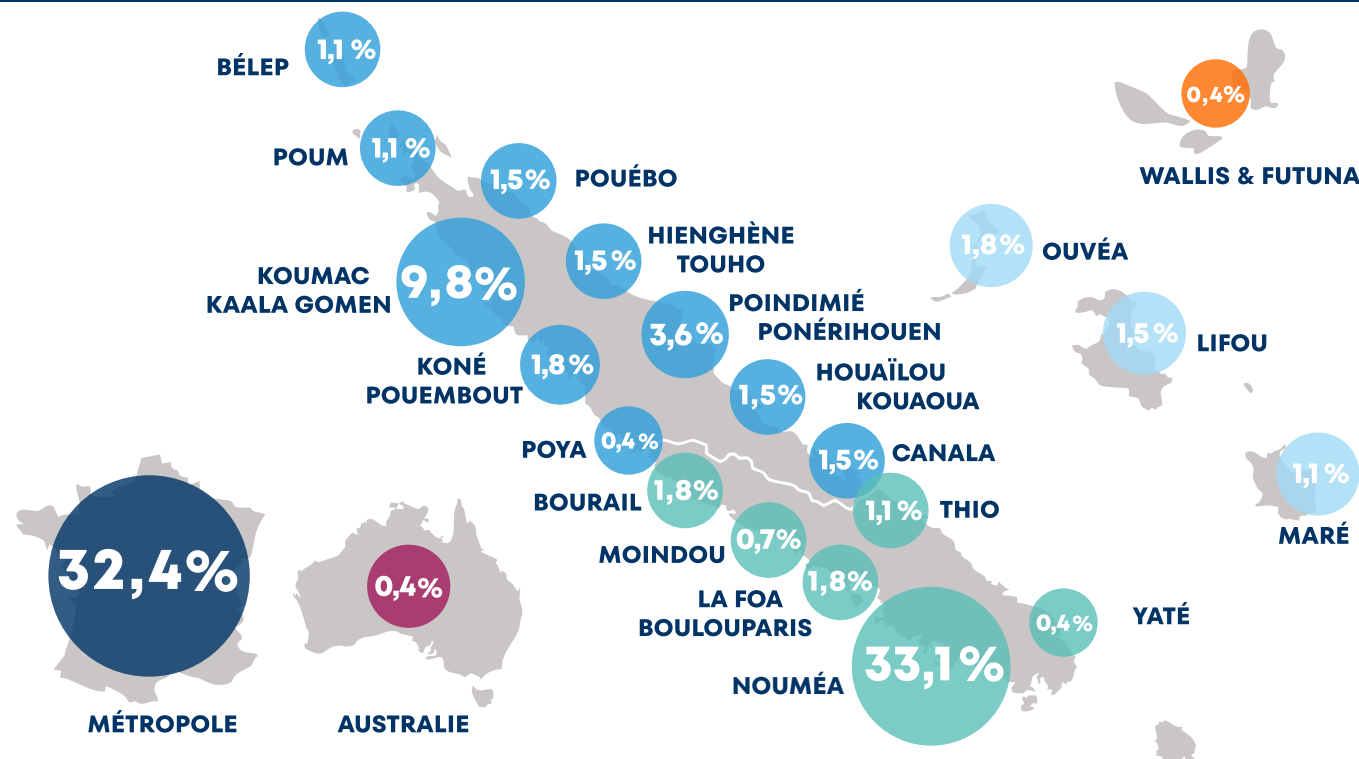 1,1 %
BÉLEP
0,4%
WALLIS & FUTUNA
1,1 %
POUM
1,5%
POUÉBO
1,5 %
HIENGHÈNE
TOUHO
1,8%
OUVÉA
9,8%
KOUMAC
KAALA GOMEN
3,6 %
POINDIMIÉ
PONÉRIHOUEN
1,5%
LIFOU
1,8 %
KONÉ
POUEMBOUT
1,5%
HOUAÏLOU
KOUAOUA
0,4 %
POYA
1,5%
CANALA
1,1%
MARÉ
1,8%
BOURAIL
1,1 %
THIO
0,7%
MOINDOU
1,8%
LA FOA
BOULOUPARIS
32,4%
MÉTROPOLE
0,4%
AUSTRALIE
33,1%
NOUMÉA
0,4%
YATÉ